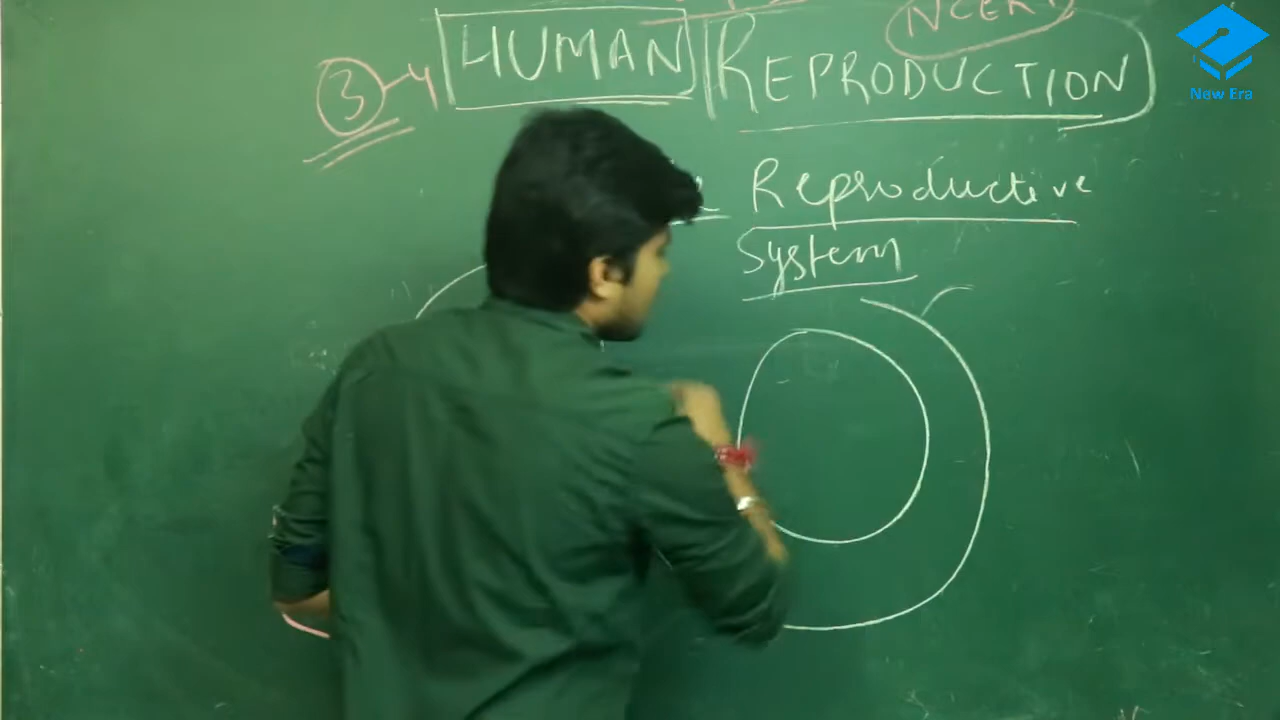 NCERT
3-4
HUMAN REPRODUCTION
Reproductive
System
New Era